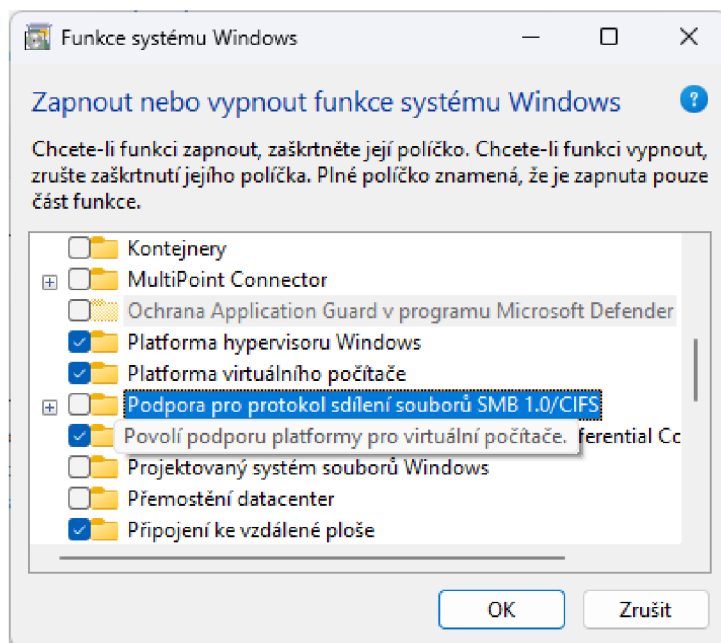 Funkce systému Windows
Zapnout nebo vypnout funkce systému Windows
Chcete-li funkci zapnout, zaškrtněte její políčko. Chcete-li funkci vypnout,
zrušte zaškrtnutí jejího políčka. Plné políčko znamená, že je zapnuta pouze
část funkce.
Kontejnery
MultiPoint Connector
Ochrana Application Guard v programu Microsoft Defender
Platforma hypervisoru Windows
Platforma virtuálního počítače
Podpora pro protokol sdílení souborů SMB 1.0/CIFS
Povolí podporu platformy pro virtuální počítače.
Projektovaný systém souborů Windows
Přemostění datacenter
Připojení ke vzdálené ploše
OK
Zrušit